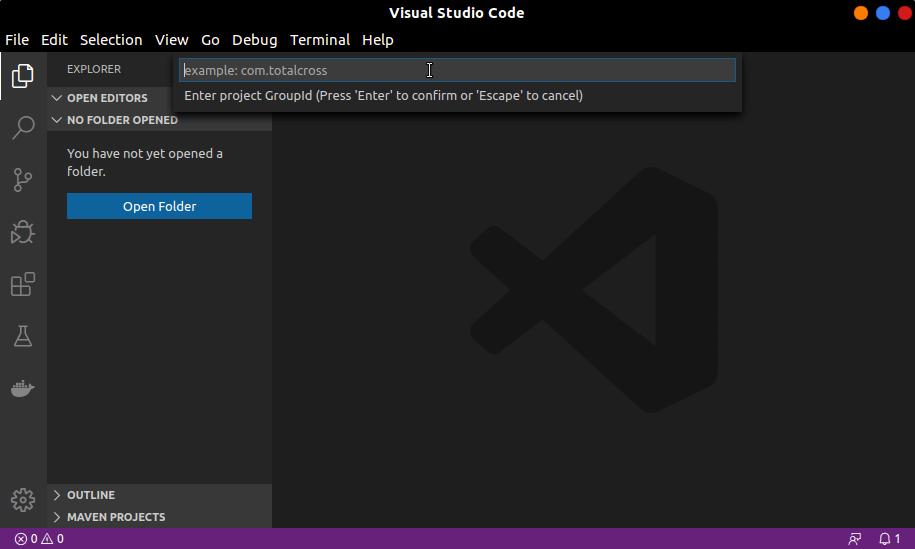 Visual Studio Code
File Edit Selection View Go Debug Terminal Help
EXPLORER
example: com.totalcross
Enter project GroupId (Press 'Enter' to confirm or 'Escape' to cancel)
OPEN EDITORS
NO FOLDER OPENED
You have not yet opened a
folder.
Open Folder
OUTLINE
MAVEN PROJECTS
0 0
1